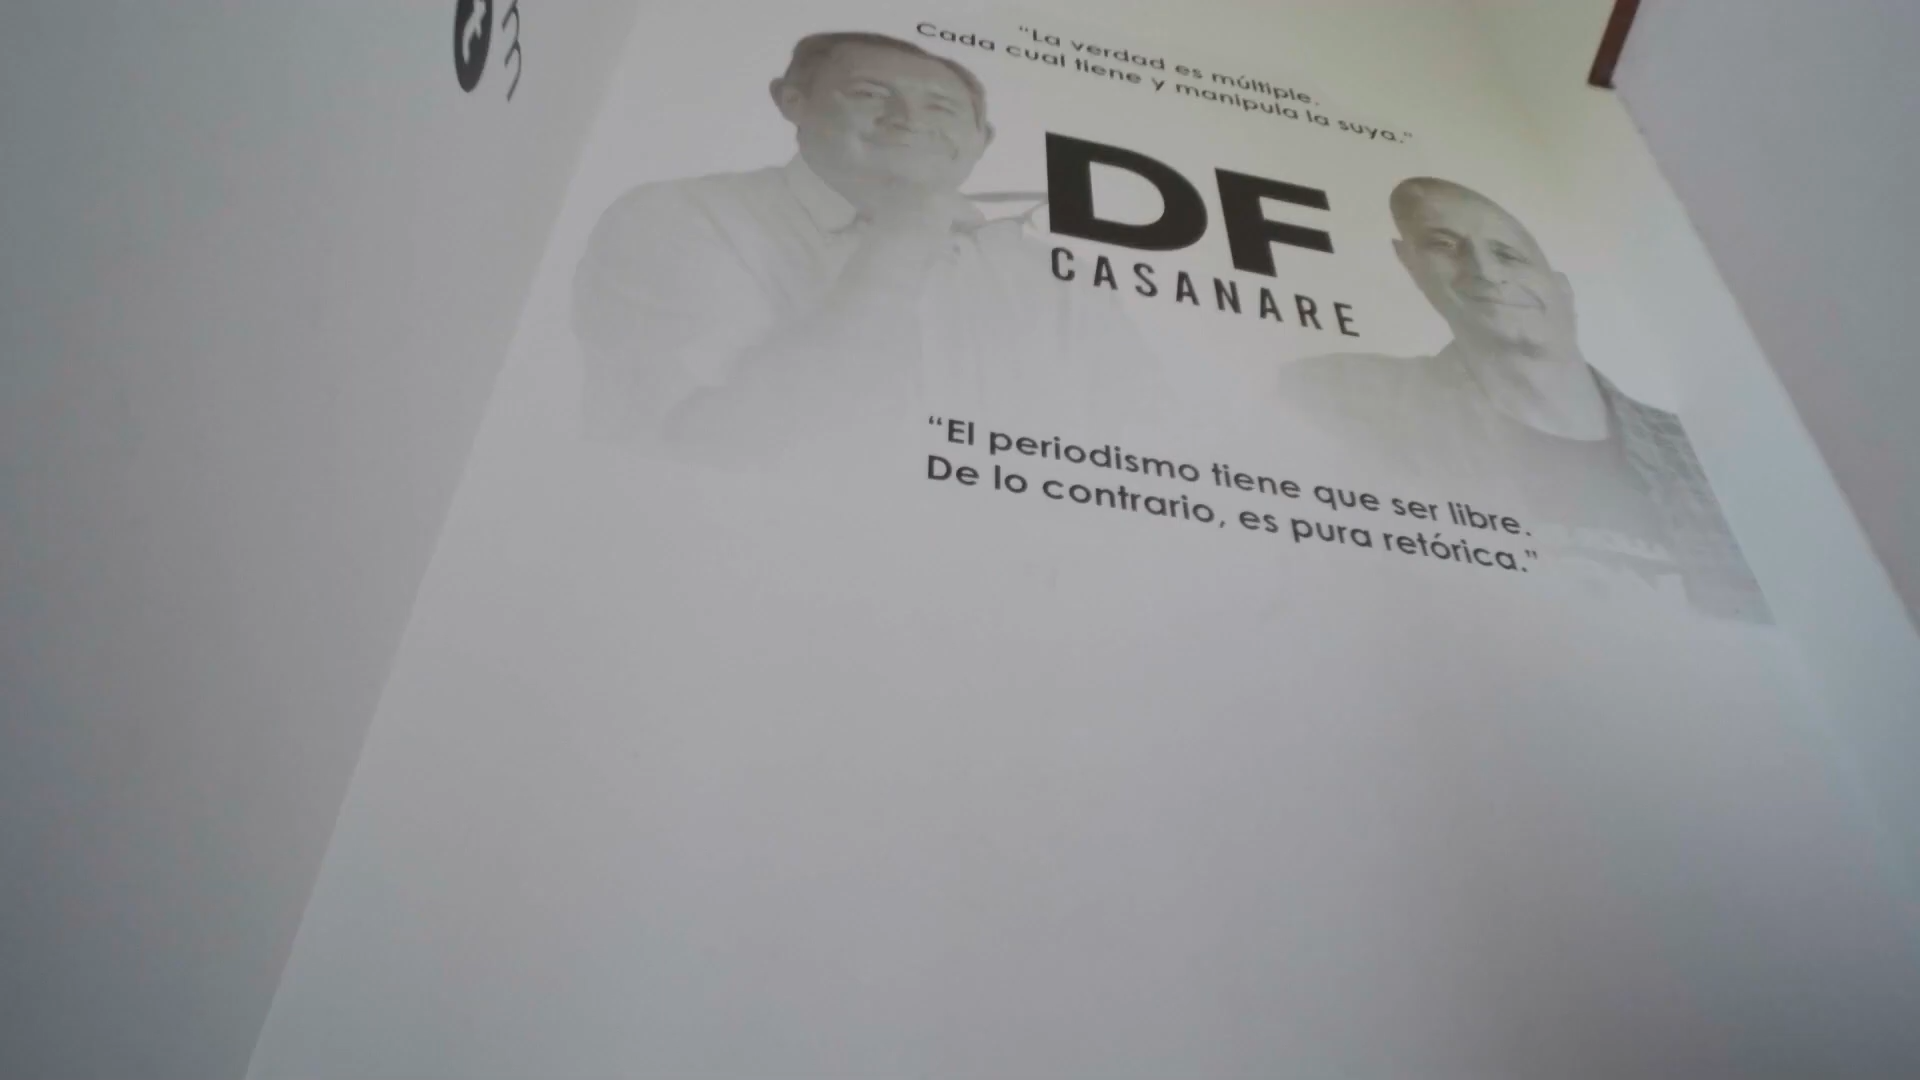 "La verdad es múltiple.
Cada cual tiene y manipula la suya."
DF
CASANARE
"El periodismo tiene que ser libre.
De lo contrario, es pura retórica."